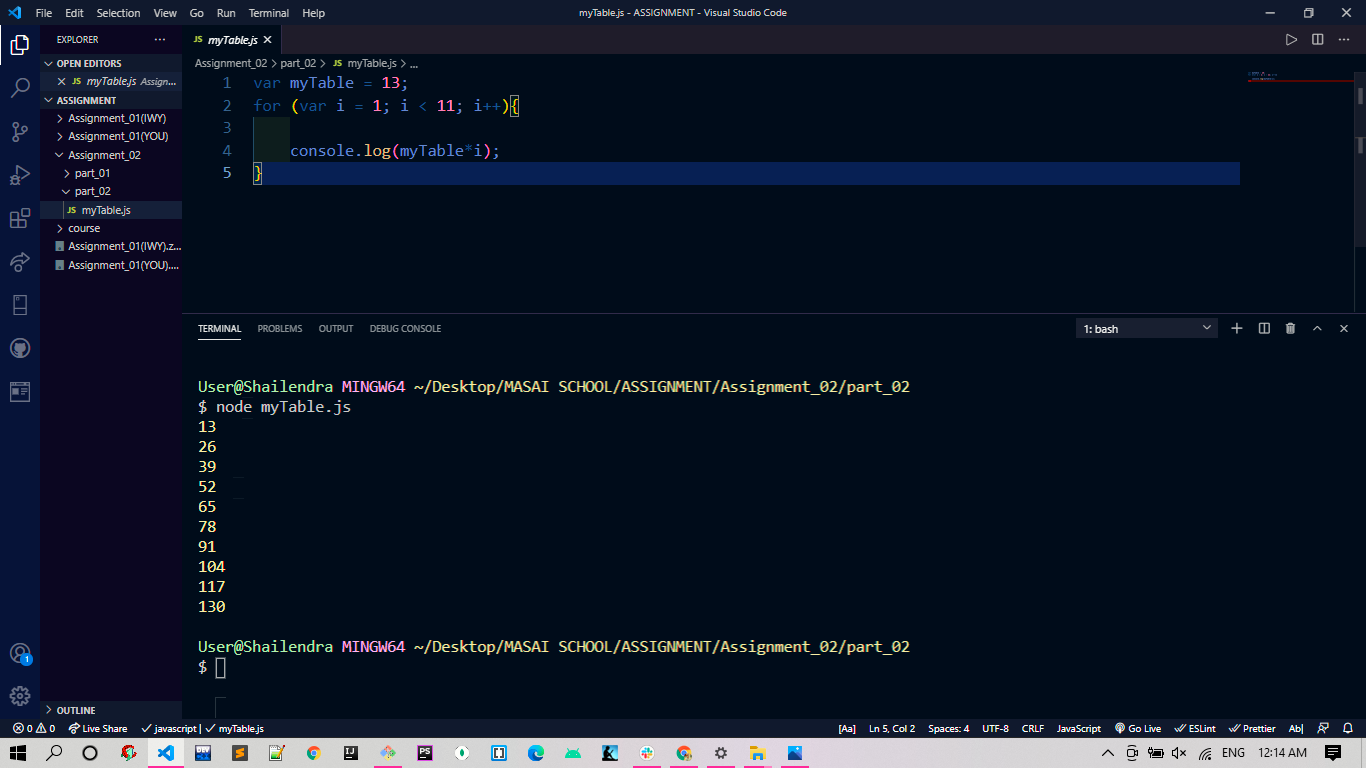 File Edit Selection View Go Run Terminal Help myTable.js - ASSIGNMENT - Visual Studio Code
EXPLORER ...
JS myTable.js
OPEN EDITORS
JS myTable.js Assign...
ASSIGNMENT
Assignment_01(IWY)
Assignment_01(YOU)
Assignment_02
part_01
part_02
JS myTable.js
course
Assignment_01(IWY).z...
Assignment_01(YOU)....
OUTLINE
Assignment_02 > part_02 > JS myTable.js > ...
1 var myTable = 13;
2 for (var i = 1; i < 11; i++){
3
4 console.log(myTable*i);
5 }
TERMINAL PROBLEMS OUTPUT DEBUG CONSOLE 1: bash
User@Shailendra MINGW64 ~/Desktop/MASAI SCHOOL/ASSIGNMENT/Assignment_02/part_02
$ node myTable.js
13
26
39
52
65
78
91
104
117
130
User@Shailendra MINGW64 ~/Desktop/MASAI SCHOOL/ASSIGNMENT/Assignment_02/part_02
$
1
0 0 Live Share javascript | myTable.js [Aa] Ln 5, Col 2 Spaces: 4 UTF-8 CRLF JavaScript Go Live ESLint Prettier Ab|
DEV IJ PS K ENG 12:14 AM